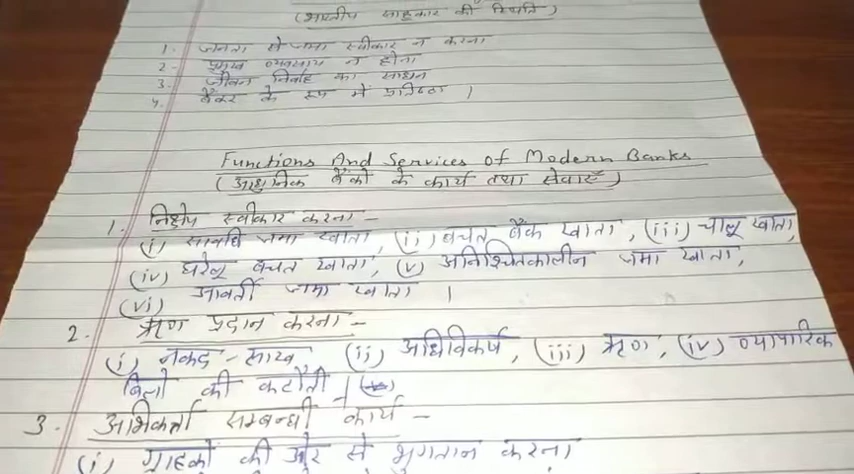 (भारतीय साहूकार की स्थिति)
1. जनता से जमा स्वीकार न करना
2. प्रमुख व्यवसाय न होना
3. जीवन निर्वाह का साधन
4. बैंकर के रूप में प्रतिष्ठा ।
Functions And Services of Modern Banks
(आधुनिक बैंकों के कार्य तथा सेवाएँ)
1. निक्षेप स्वीकार करना -
(i) सावधि जमा खाता, (ii) बचत बैंक खाता, (iii) चालू खाता,
(iv) घरेलू बचत खाता, (v) अनिश्चितकालीन जमा खाता,
(vi) आवर्ती जमा खाता ।
2. ऋण प्रदान करना -
(i) नकद - साख, (ii) अधिविकर्ष, (iii) ऋण, (iv) व्यापारिक
बिलों की कटौती ।
3. अभिकर्त्ता सम्बन्धी कार्य -
(i) ग्राहकों की ओर से भुगतान करना